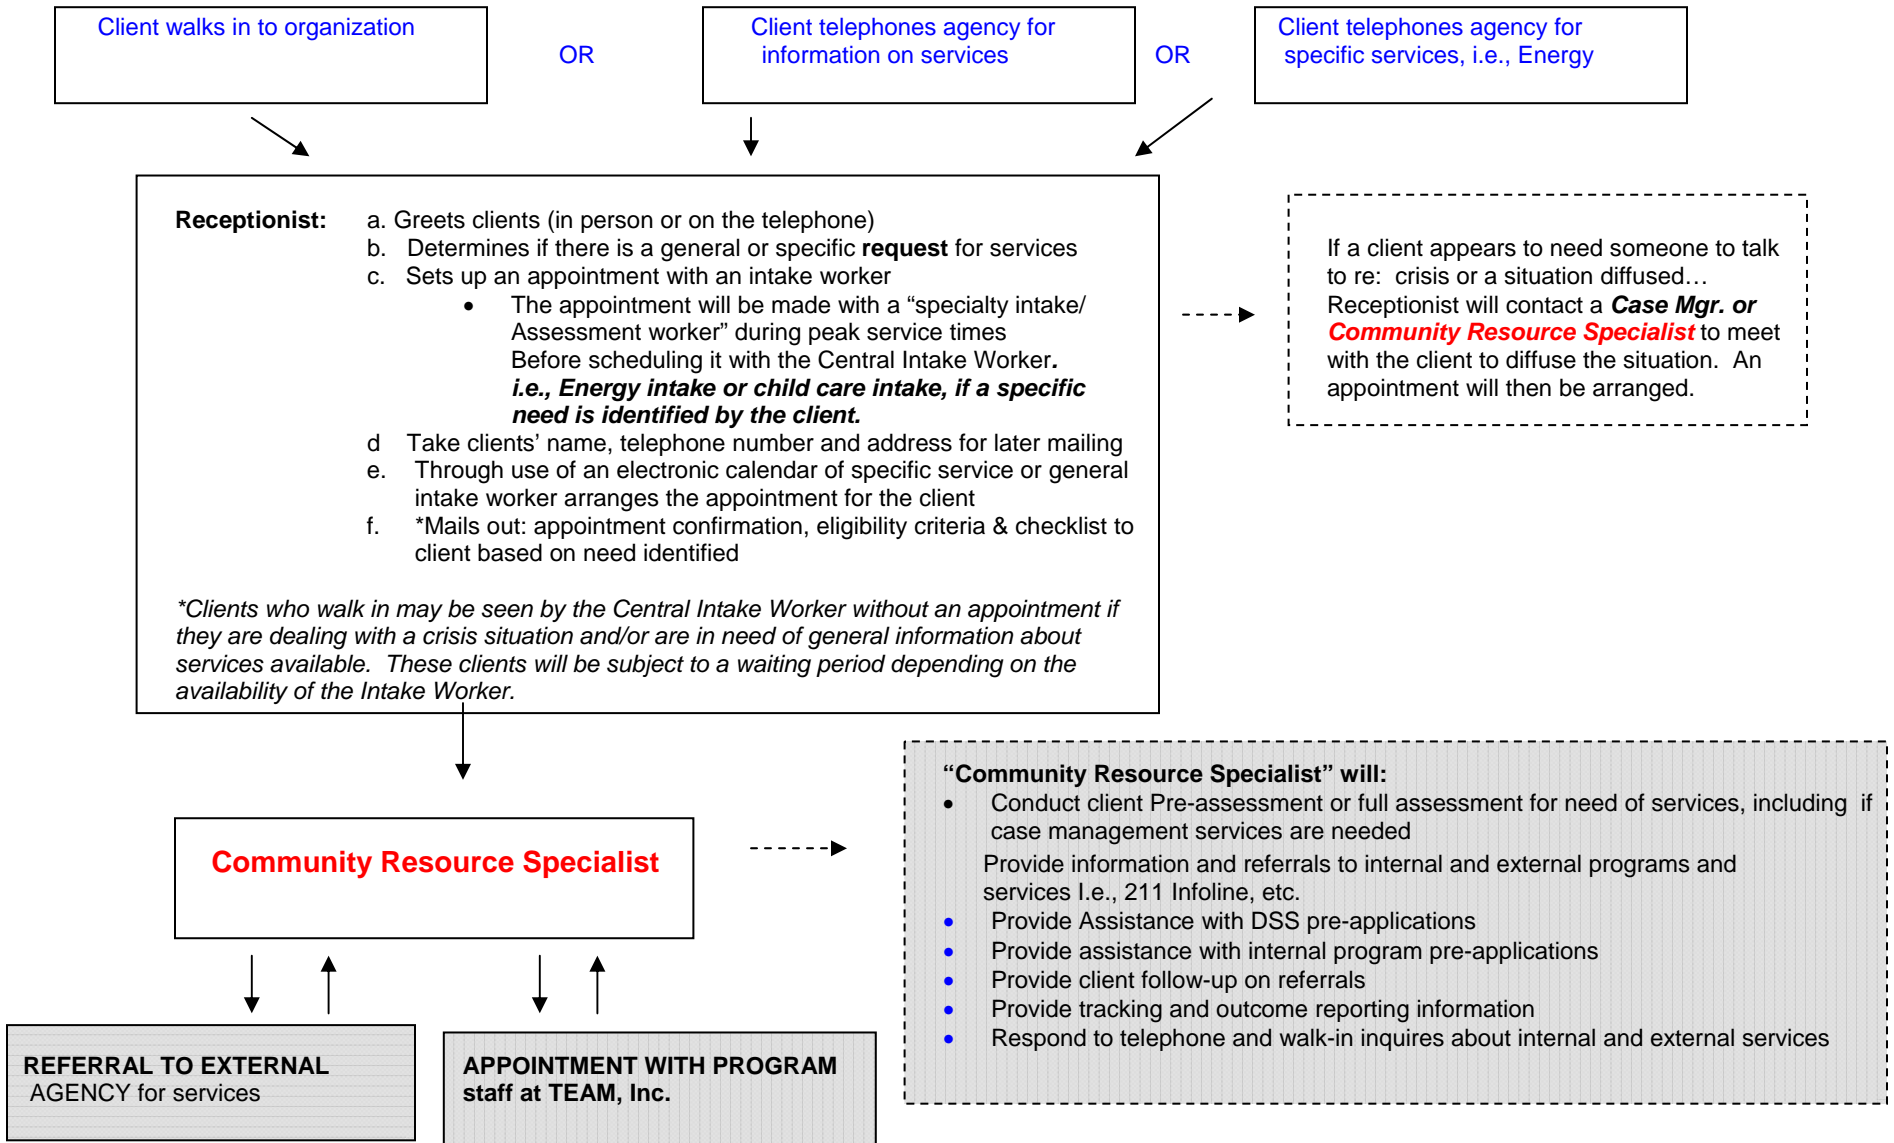 Client walks in to organization
OR
Client telephones agency for
information on services
OR
Client telephones agency for
specific services, i.e., Energy
Receptionist: a. Greets clients (in person or on the telephone)
b. Determines if there is a general or specific request for services
c. Sets up an appointment with an intake worker
• The appointment will be made with a “specialty intake/
Assessment worker” during peak service times
Before scheduling it with the Central Intake Worker.
i.e., Energy intake or child care intake, if a specific
need is identified by the client.
d Take clients’ name, telephone number and address for later mailing
e. Through use of an electronic calendar of specific service or general
intake worker arranges the appointment for the client
f. *Mails out: appointment confirmation, eligibility criteria & checklist to
client based on need identified
*Clients who walk in may be seen by the Central Intake Worker without an appointment if
they are dealing with a crisis situation and/or are in need of general information about
services available. These clients will be subject to a waiting period depending on the
availability of the Intake Worker.
If a client appears to need someone to talk
to re: crisis or a situation diffused…
Receptionist will contact a Case Mgr. or
Community Resource Specialist to meet
with the client to diffuse the situation. An
appointment will then be arranged.
Community Resource Specialist
“Community Resource Specialist” will:
• Conduct client Pre-assessment or full assessment for need of services, including if
case management services are needed
Provide information and referrals to internal and external programs and
services I.e., 211 Infoline, etc.
• Provide Assistance with DSS pre-applications
• Provide assistance with internal program pre-applications
• Provide client follow-up on referrals
• Provide tracking and outcome reporting information
• Respond to telephone and walk-in inquires about internal and external services
REFERRAL TO EXTERNAL
AGENCY for services
APPOINTMENT WITH PROGRAM
staff at TEAM, Inc.